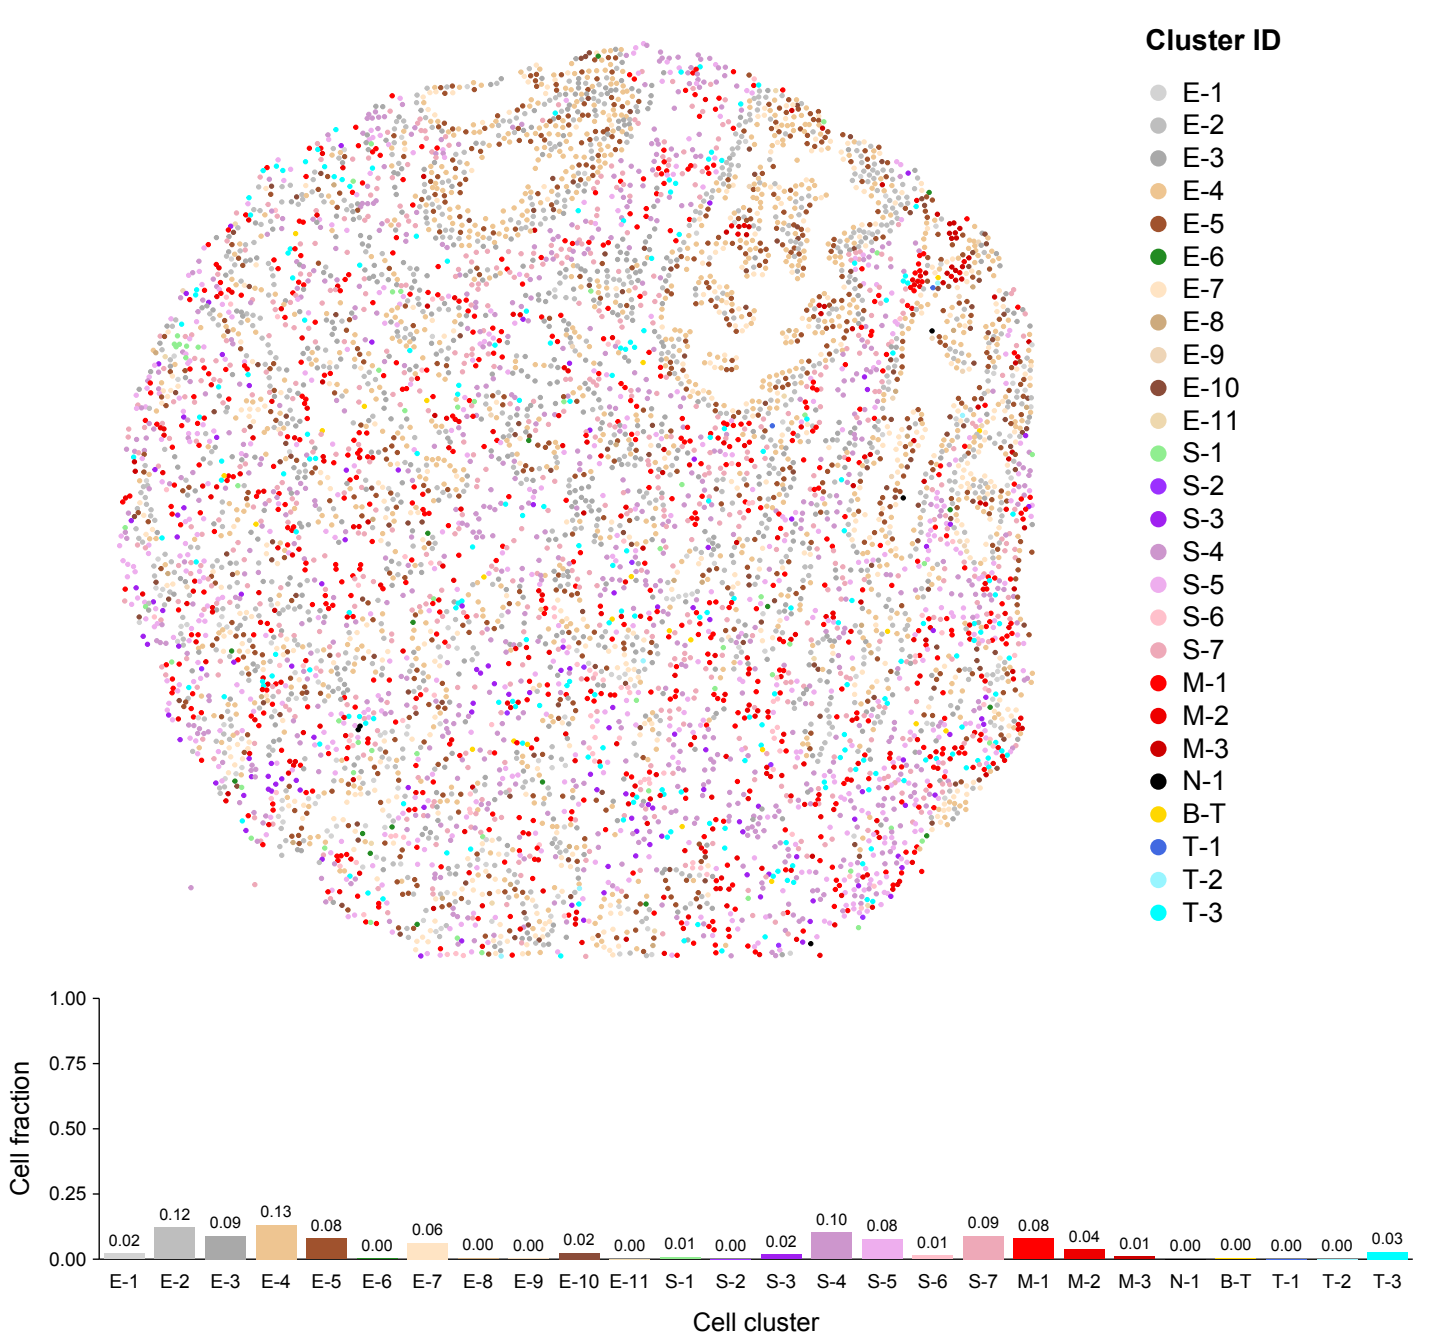 Cluster ID
E-1
E-2
E-3
E-4
E-5
E-6
E-7
E-8
E-9
E-10
E-11
S-1
S-2
S-3
S-4
S-5
S-6
S-7
M-1
M-2
M-3
N-1
B-T
T-1
T-2
T-3
1.00
0.75
0.50
0.25
0.00
Cell fraction
0.02 0.12 0.09 0.13 0.08 0.00 0.06 0.00 0.00 0.02 0.00 0.01 0.00 0.02 0.10 0.08 0.01 0.09 0.08 0.04 0.01 0.00 0.00 0.00 0.00 0.03
E-1 E-2 E-3 E-4 E-5 E-6 E-7 E-8 E-9 E-10 E-11 S-1 S-2 S-3 S-4 S-5 S-6 S-7 M-1 M-2 M-3 N-1 B-T T-1 T-2 T-3
Cell cluster